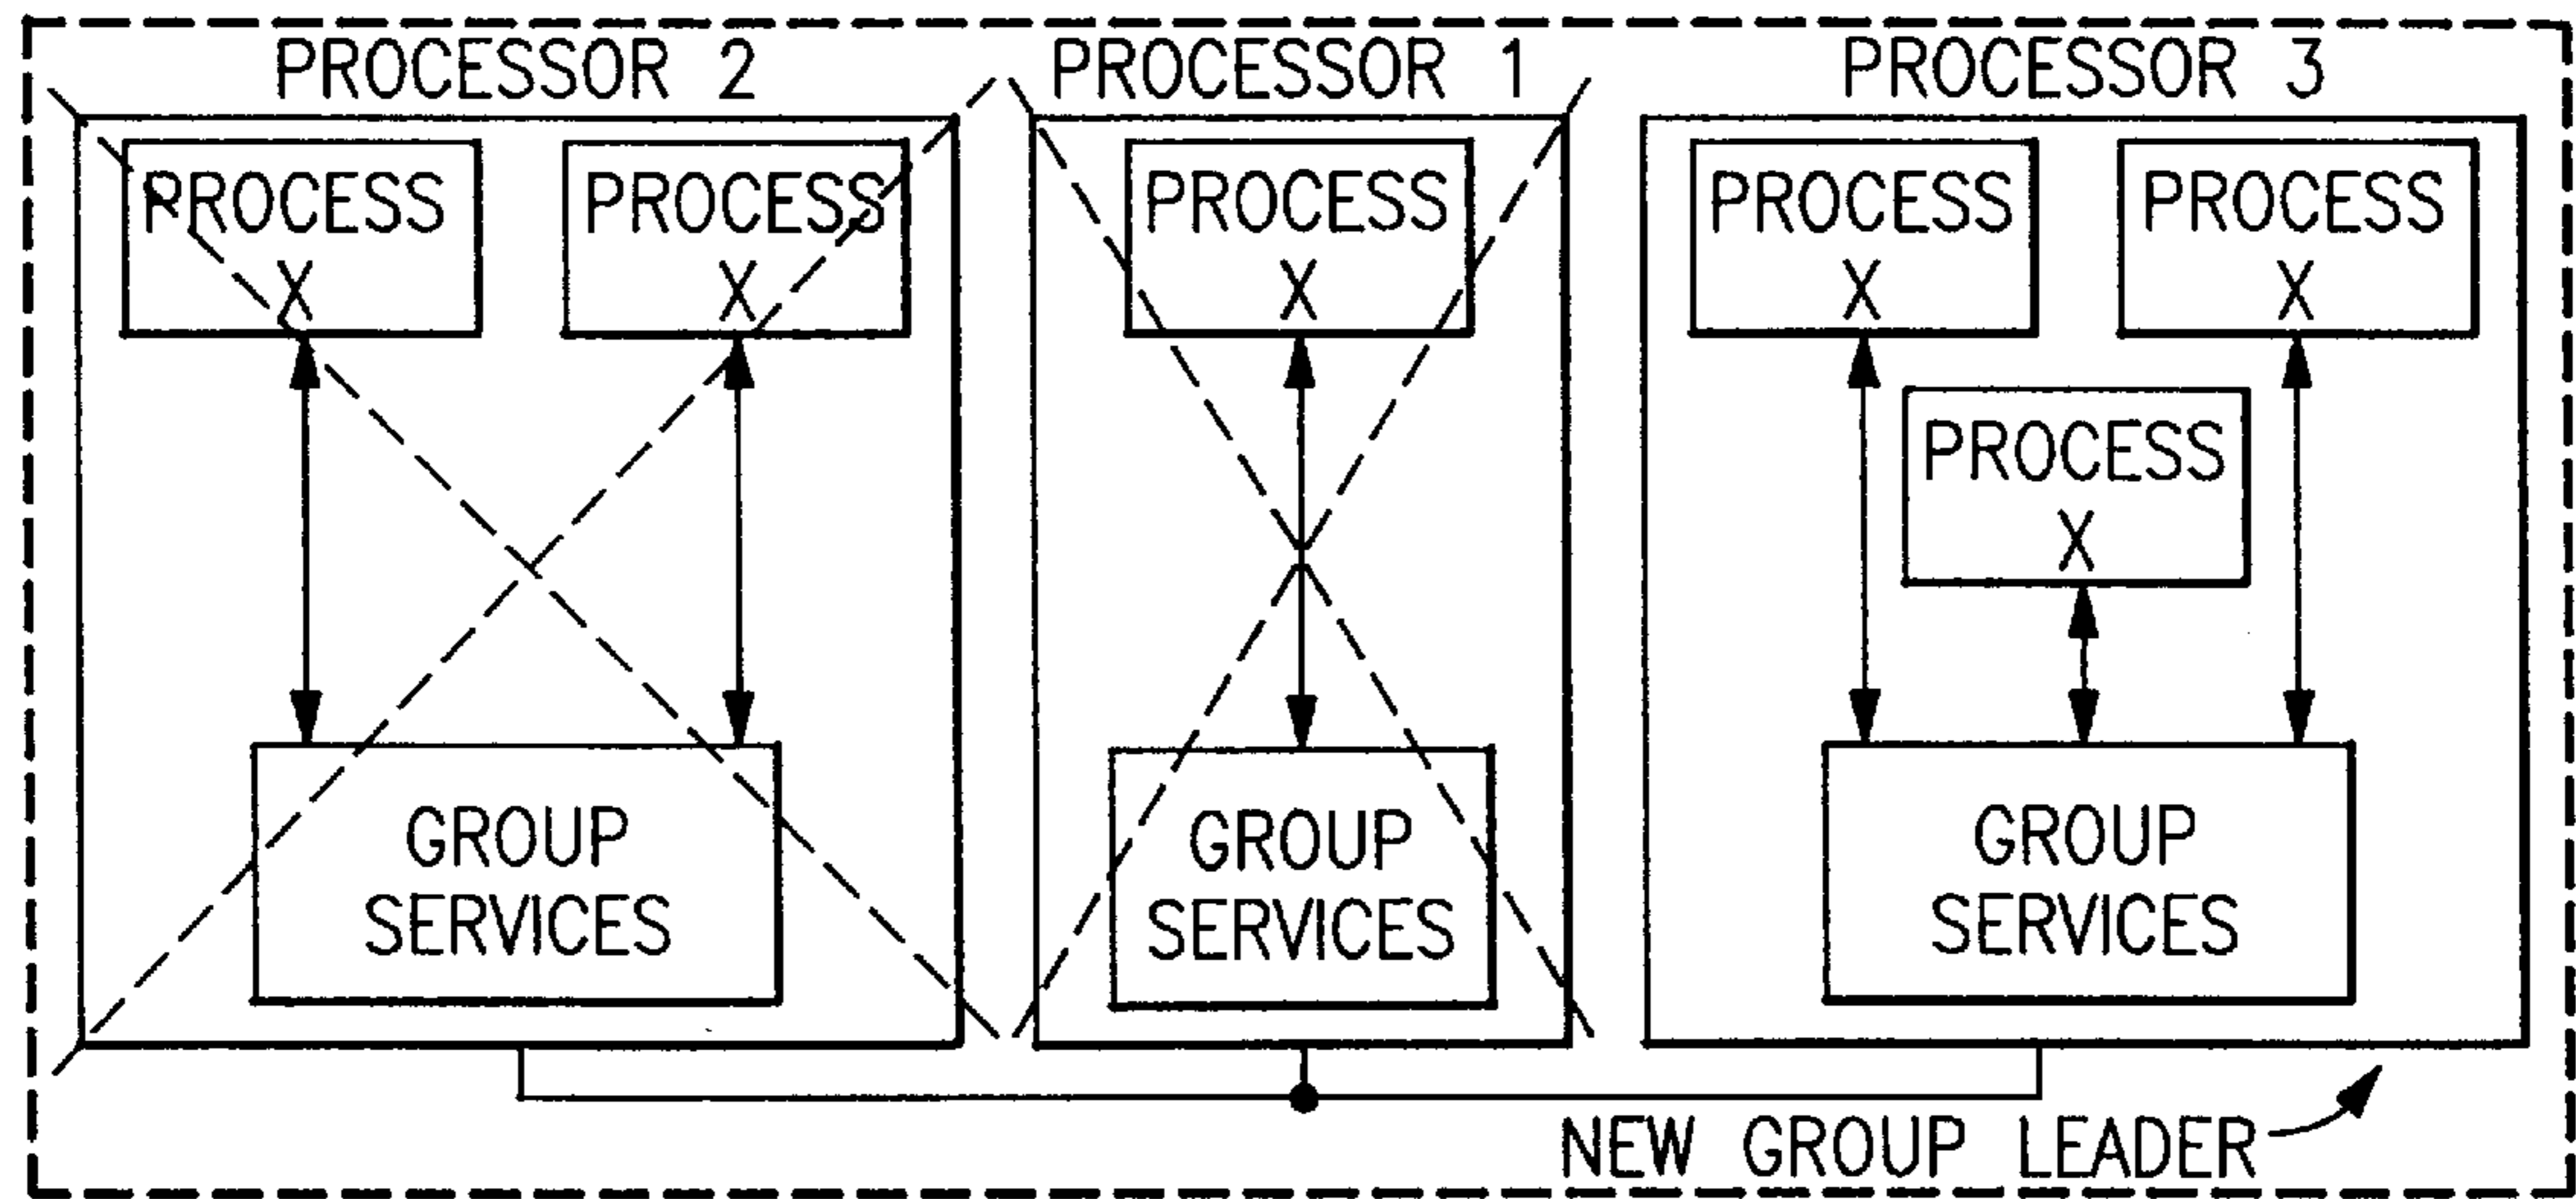 PROCESSOR 2
PROCESSOR 1
PROCESSOR 3
PROCESS
X
PROCESS
X
PROCESS
X
PROCESS
X
PROCESS
X
PROCESS
X
GROUP
SERVICES
GROUP
SERVICES
GROUP
SERVICES
NEW GROUP LEADER